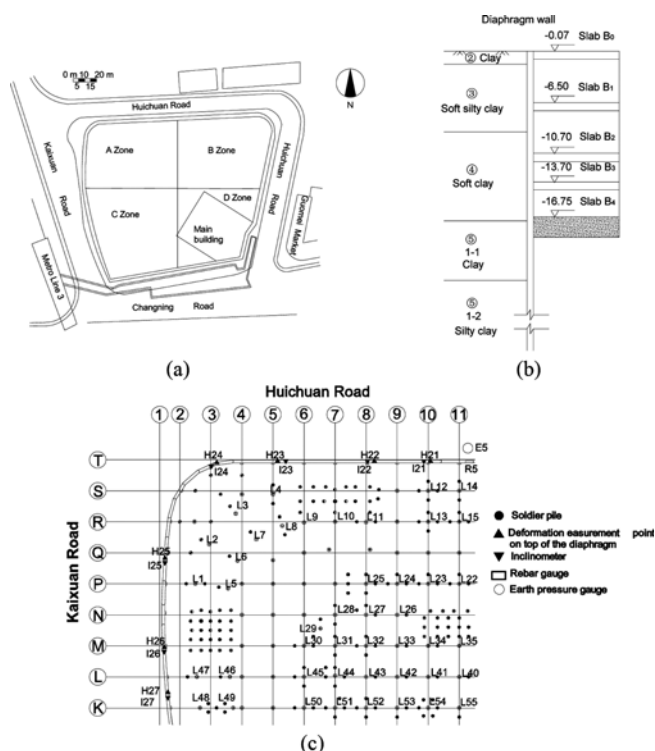 0 m 10 20 m
5 15
N
Huichuan Road
Kaixuan
Road
A Zone
B Zone
C Zone
D Zone
Main
building
Huichuan
Road
Guomei Market
Metro Line 3
Changning Road
(a)
Diaphragm wall
-0.07 Slab B0
② Clay
③
Soft silty clay
-6.50 Slab B1
-10.70 Slab B2
④
Soft clay
-13.70 Slab B3
-16.75 Slab B4
⑤
1-1
Clay
⑤
1-2
Silty clay
(b)
Huichuan Road
1 2 3 4 5 6 7 8 9 10 11
E5
T H24 H23 H22 H21
I24 I23 I22 I21 R5
S L4 L12 L14
L3
R L8 L9 L10 L11 L13 L15
L2 L7
Q L6
H25
I25
P L1 L5 L25 L24 L23 L22
N L28 L27 L26
L29
M L30 L31 L32 L33 L34 L35
H26
I26
L L47 L46 L45 L44 L43 L42 L41 L40
H27
I27
K L48 L49 L50 L51 L52 L53 L54 L55
Kaixuan Road
Soldier pile
Deformation easurement point
on top of the diaphragm
Inclinometer
Rebar gauge
Earth pressure gauge
(c)